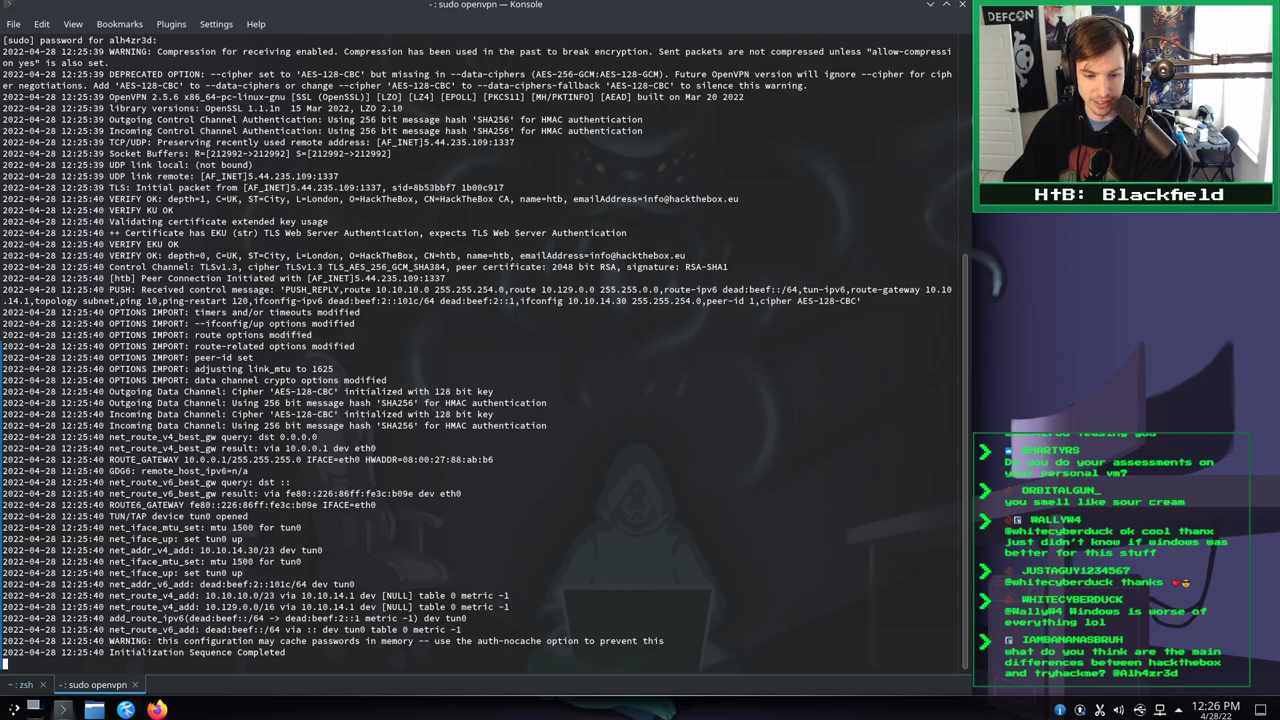 - : sudo openvpn — Konsole
File Edit View Bookmarks Plugins Settings Help
[sudo] password for alh4zr3d:
2022-04-28 12:25:39 WARNING: Compression for receiving enabled. Compression has been used in the past to break encryption. Sent packets are not compressed unless "allow-compressi
on yes" is also set.
2022-04-28 12:25:39 DEPRECATED OPTION: --cipher set to 'AES-128-CBC' but missing in --data-ciphers (AES-256-GCM:AES-128-GCM). Future OpenVPN version will ignore --cipher for ciph
er negotiations. Add 'AES-128-CBC' to --data-ciphers or change --cipher 'AES-128-CBC' to --data-ciphers-fallback 'AES-128-CBC' to silence this warning.
2022-04-28 12:25:39 OpenVPN 2.5.6 x86_64-pc-linux-gnu [SSL (OpenSSL)] [LZO] [LZ4] [EPOLL] [PKCS11] [MH/PKTINFO] [AEAD] built on Mar 20 2022
2022-04-28 12:25:39 library versions: OpenSSL 1.1.1n  15 Mar 2022, LZO 2.10
2022-04-28 12:25:39 Outgoing Control Channel Authentication: Using 256 bit message hash 'SHA256' for HMAC authentication
2022-04-28 12:25:39 Incoming Control Channel Authentication: Using 256 bit message hash 'SHA256' for HMAC authentication
2022-04-28 12:25:39 TCP/UDP: Preserving recently used remote address: [AF_INET]5.44.235.109:1337
2022-04-28 12:25:39 Socket Buffers: R=[212992->212992] S=[212992->212992]
2022-04-28 12:25:39 UDP link local: (not bound)
2022-04-28 12:25:39 UDP link remote: [AF_INET]5.44.235.109:1337
2022-04-28 12:25:39 TLS: Initial packet from [AF_INET]5.44.235.109:1337, sid=8b53bbf7 1b00c917
2022-04-28 12:25:39 VERIFY OK: depth=1, C=UK, ST=City, L=London, O=HackTheBox, CN=HackTheBox CA, name=htb, emailAddress=info@hackthebox.eu
2022-04-28 12:25:39 VERIFY KU OK
2022-04-28 12:25:39 Validating certificate extended key usage
2022-04-28 12:25:39 ++ Certificate has EKU (str) TLS Web Server Authentication, expects TLS Web Server Authentication
2022-04-28 12:25:39 VERIFY EKU OK
2022-04-28 12:25:39 VERIFY OK: depth=0, C=UK, ST=City, L=London, O=HackTheBox, CN=htb, name=htb, emailAddress=info@hackthebox.eu
2022-04-28 12:25:40 Control Channel: TLSv1.3, cipher TLSv1.3 TLS_AES_256_GCM_SHA384, peer certificate: 2048 bit RSA, signature: RSA-SHA1
2022-04-28 12:25:40 [htb] Peer Connection Initiated with [AF_INET]5.44.235.109:1337
2022-04-28 12:25:40 PUSH: Received control message: 'PUSH_REPLY,route 10.10.10.0 255.255.254.0,route 10.129.0.0 255.255.0.0,route-ipv6 dead:beef::/64,tun-ipv6,route-gateway 10.10
.14.1,topology subnet,ping 10,ping-restart 120,ifconfig-ipv6 dead:beef:2::101c/64 dead:beef:2::1,ifconfig 10.10.14.30 255.255.254.0,peer-id 1,cipher AES-128-CBC'
2022-04-28 12:25:40 OPTIONS IMPORT: timers and/or timeouts modified
2022-04-28 12:25:40 OPTIONS IMPORT: --ifconfig/up options modified
2022-04-28 12:25:40 OPTIONS IMPORT: route options modified
2022-04-28 12:25:40 OPTIONS IMPORT: route-related options modified
2022-04-28 12:25:40 OPTIONS IMPORT: peer-id set
2022-04-28 12:25:40 OPTIONS IMPORT: adjusting link_mtu to 1625
2022-04-28 12:25:40 OPTIONS IMPORT: data channel crypto options modified
2022-04-28 12:25:40 Outgoing Data Channel: Cipher 'AES-128-CBC' initialized with 128 bit key
2022-04-28 12:25:40 Outgoing Data Channel: Using 256 bit message hash 'SHA256' for HMAC authentication
2022-04-28 12:25:40 Incoming Data Channel: Cipher 'AES-128-CBC' initialized with 128 bit key
2022-04-28 12:25:40 Incoming Data Channel: Using 256 bit message hash 'SHA256' for HMAC authentication
2022-04-28 12:25:40 net_route_v4_best_gw query: dst 0.0.0.0
2022-04-28 12:25:40 net_route_v4_best_gw result: via 10.0.0.1 dev eth0
2022-04-28 12:25:40 ROUTE_GATEWAY 10.0.0.1/255.255.255.0 IFACE=eth0 HWADDR=08:00:27:88:ab:b6
2022-04-28 12:25:40 GDG6: remote_host_ipv6=n/a
2022-04-28 12:25:40 net_route_v6_best_gw query: dst ::
2022-04-28 12:25:40 net_route_v6_best_gw result: via fe80::226:86ff:fe3c:b09e dev eth0
2022-04-28 12:25:40 ROUTE6_GATEWAY fe80::226:86ff:fe3c:b09e IFACE=eth0
2022-04-28 12:25:40 TUN/TAP device tun0 opened
2022-04-28 12:25:40 net_iface_mtu_set: mtu 1500 for tun0
2022-04-28 12:25:40 net_iface_up: set tun0 up
2022-04-28 12:25:40 net_addr_v4_add: 10.10.14.30/23 dev tun0
2022-04-28 12:25:40 net_iface_mtu_set: mtu 1500 for tun0
2022-04-28 12:25:40 net_iface_up: set tun0 up
2022-04-28 12:25:40 net_addr_v6_add: dead:beef:2::101c/64 dev tun0
2022-04-28 12:25:40 net_route_v4_add: 10.10.10.0/23 via 10.10.14.1 dev [NULL] table 0 metric -1
2022-04-28 12:25:40 net_route_v4_add: 10.129.0.0/16 via 10.10.14.1 dev [NULL] table 0 metric -1
2022-04-28 12:25:40 add_route_ipv6(dead:beef::/64 -> dead:beef:2::1 metric -1) dev tun0
2022-04-28 12:25:40 net_route_v6_add: dead:beef::/64 via :: dev tun0 table 0 metric -1
2022-04-28 12:25:40 WARNING: this configuration may cache passwords in memory -- use the auth-nocache option to prevent this
2022-04-28 12:25:40 Initialization Sequence Completed
~ : zsh
- : sudo openvpn
DEFCON
HtB: Blackfield
Do you do your assessments on
your personal vm?
ORBITALGUN_
you smell like sour cream
WALLYW4
@whitecyberduck ok cool thanx
just didn't know if windows was
better for this stuff
JUSTAGUY1234567
@whitecyberduck thanks
WHITECYBERDUCK
@WallyW4 Windows is worse of
everything lol
IAMBANANASBRUH
what do you think are the main
differences between hackthebox
and tryhackme? @Alh4zr3d
12:26 PM
4/28/22